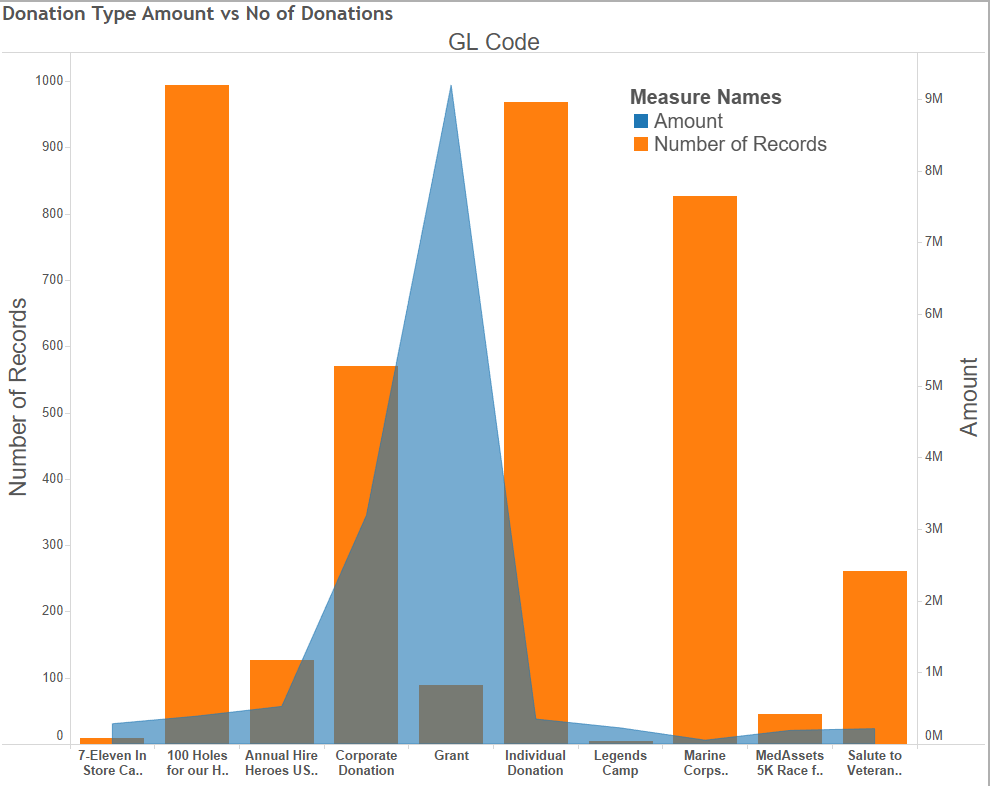 Donation Type Amount vs No of Donations
GL Code
Measure Names
Amount
Number of Records
1000
900
800
700
600
500
400
300
200
100
0
Number of Records
9M
8M
7M
6M
5M
4M
3M
2M
1M
0M
Amount
7-Eleven In
Store Ca..
100 Holes
for our H..
Annual Hire
Heroes US..
Corporate
Donation
Grant
Individual
Donation
Legends
Camp
Marine
Corps..
MedAssets
5K Race f..
Salute to
Veteran..